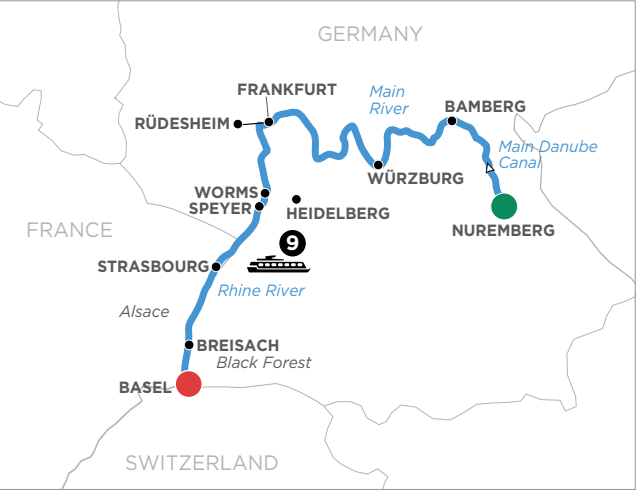 GERMANY
FRANKFURT
Main
River
BAMBERG
RÜDESHEIM
Main Danube
Canal
WÜRZBURG
WORMS
SPEYER
HEIDELBERG
NUREMBERG
FRANCE
9
STRASBOURG
Rhine River
Alsace
BREISACH
Black Forest
BASEL
SWITZERLAND